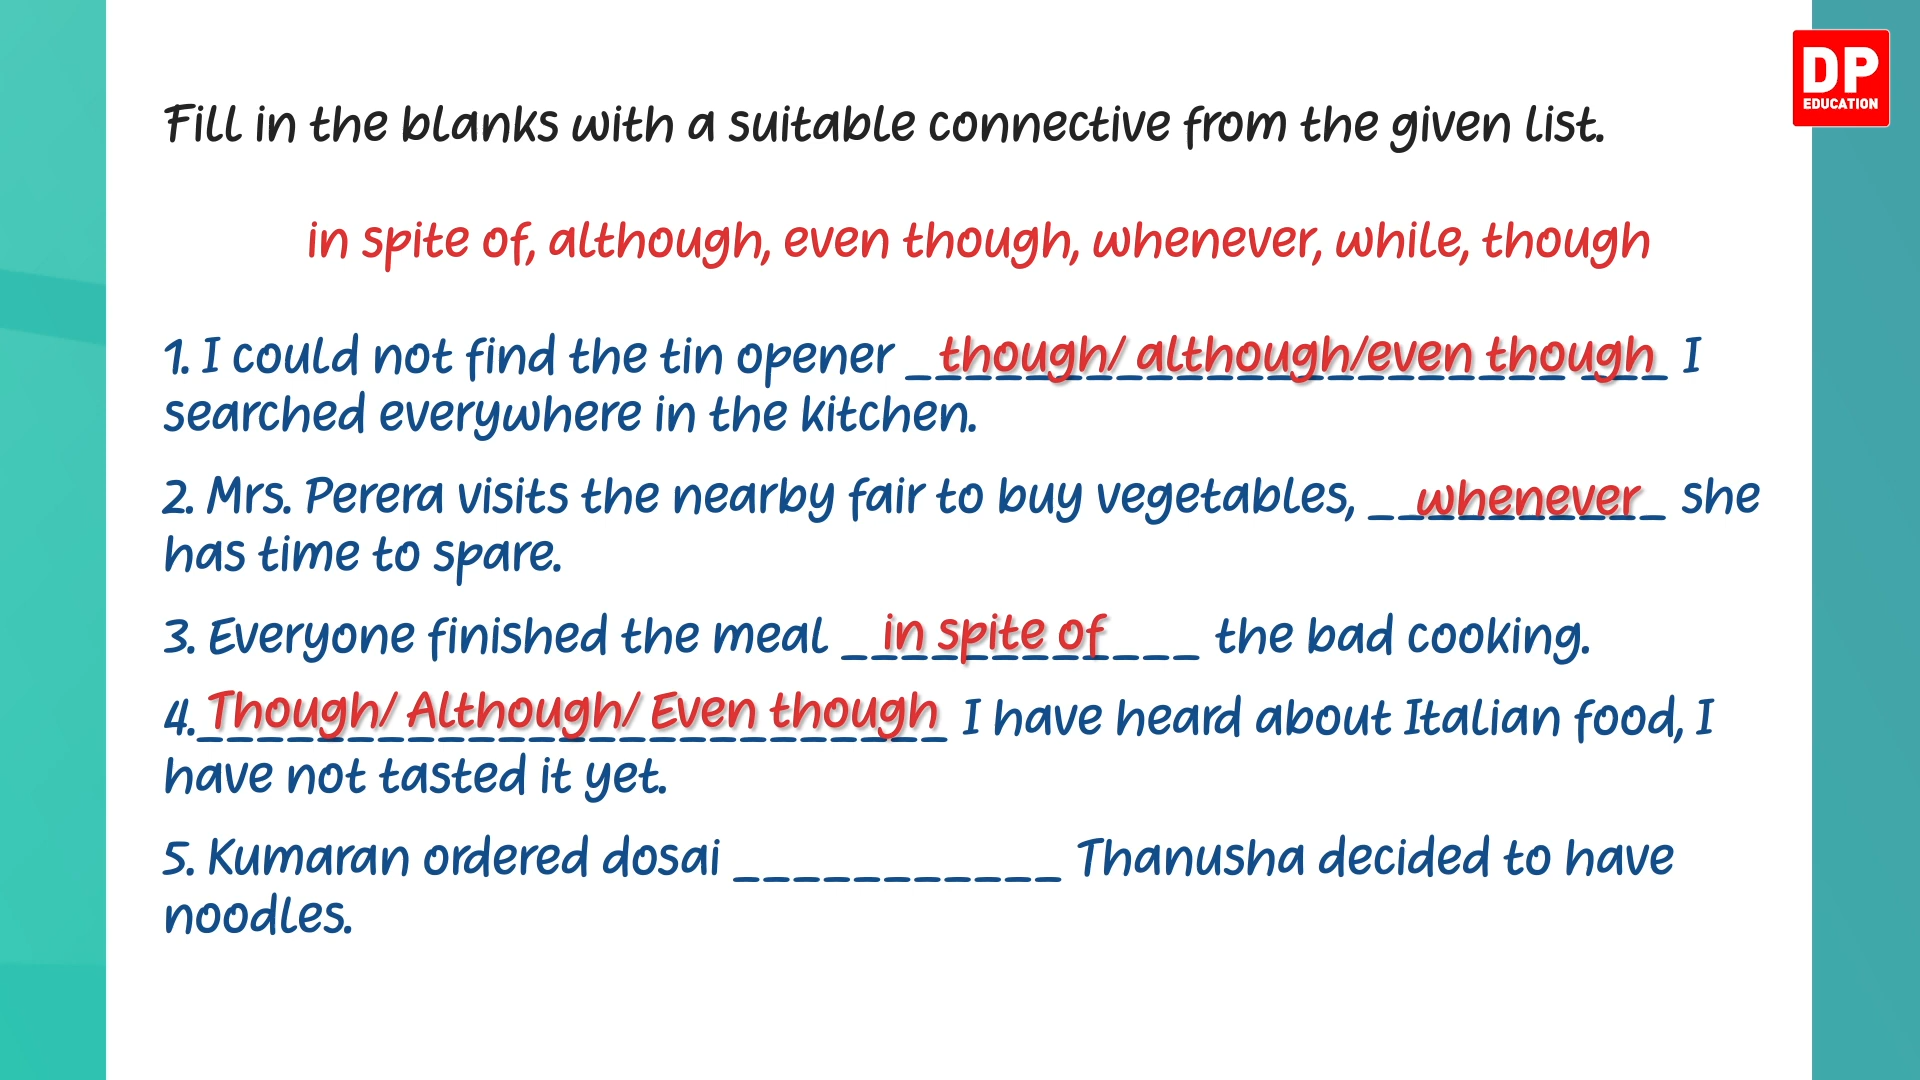 DP
EDUCATION
Fill in the blanks with a suitable connective from the given list.
in spite of, although, even though, whenever, while, though
1. I could not find the tin opener _though/ although/even though_ I
searched everywhere in the kitchen.
2. Mrs. Perera visits the nearby fair to buy vegetables, __whenever_ she
has time to spare.
3. Everyone finished the meal _in spite of___ the bad cooking.
4. Though/ Although/ Even though I have heard about Italian food, I
have not tasted it yet.
5. Kumaran ordered dosai ___________ Thanusha decided to have
noodles.